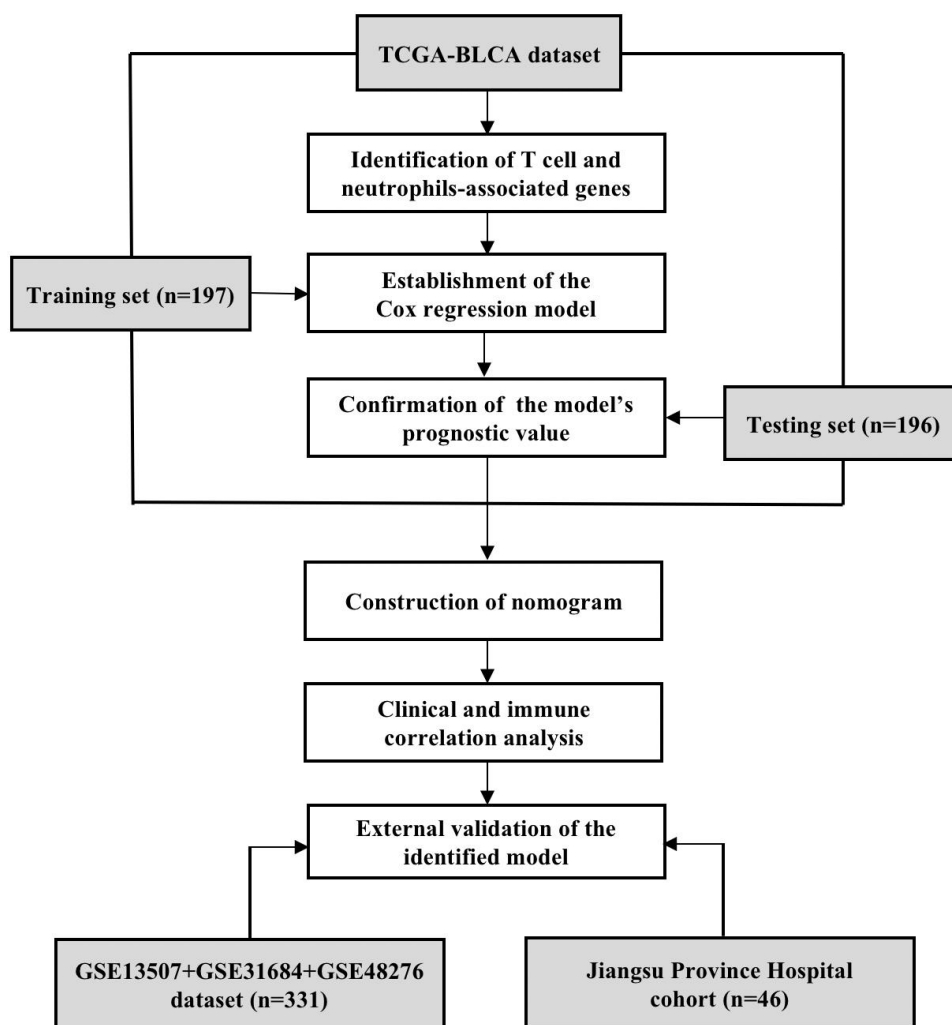 TCGA-BLCA dataset
Identification of T cell and
neutrophils-associated genes
Training set (n=197)
Establishment of the
Cox regression model
Confirmation of the model's
prognostic value
Testing set (n=196)
Construction of nomogram
Clinical and immune
correlation analysis
External validation of the
identified model
GSE13507+GSE31684+GSE48276
dataset (n=331)
Jiangsu Province Hospital
cohort (n=46)